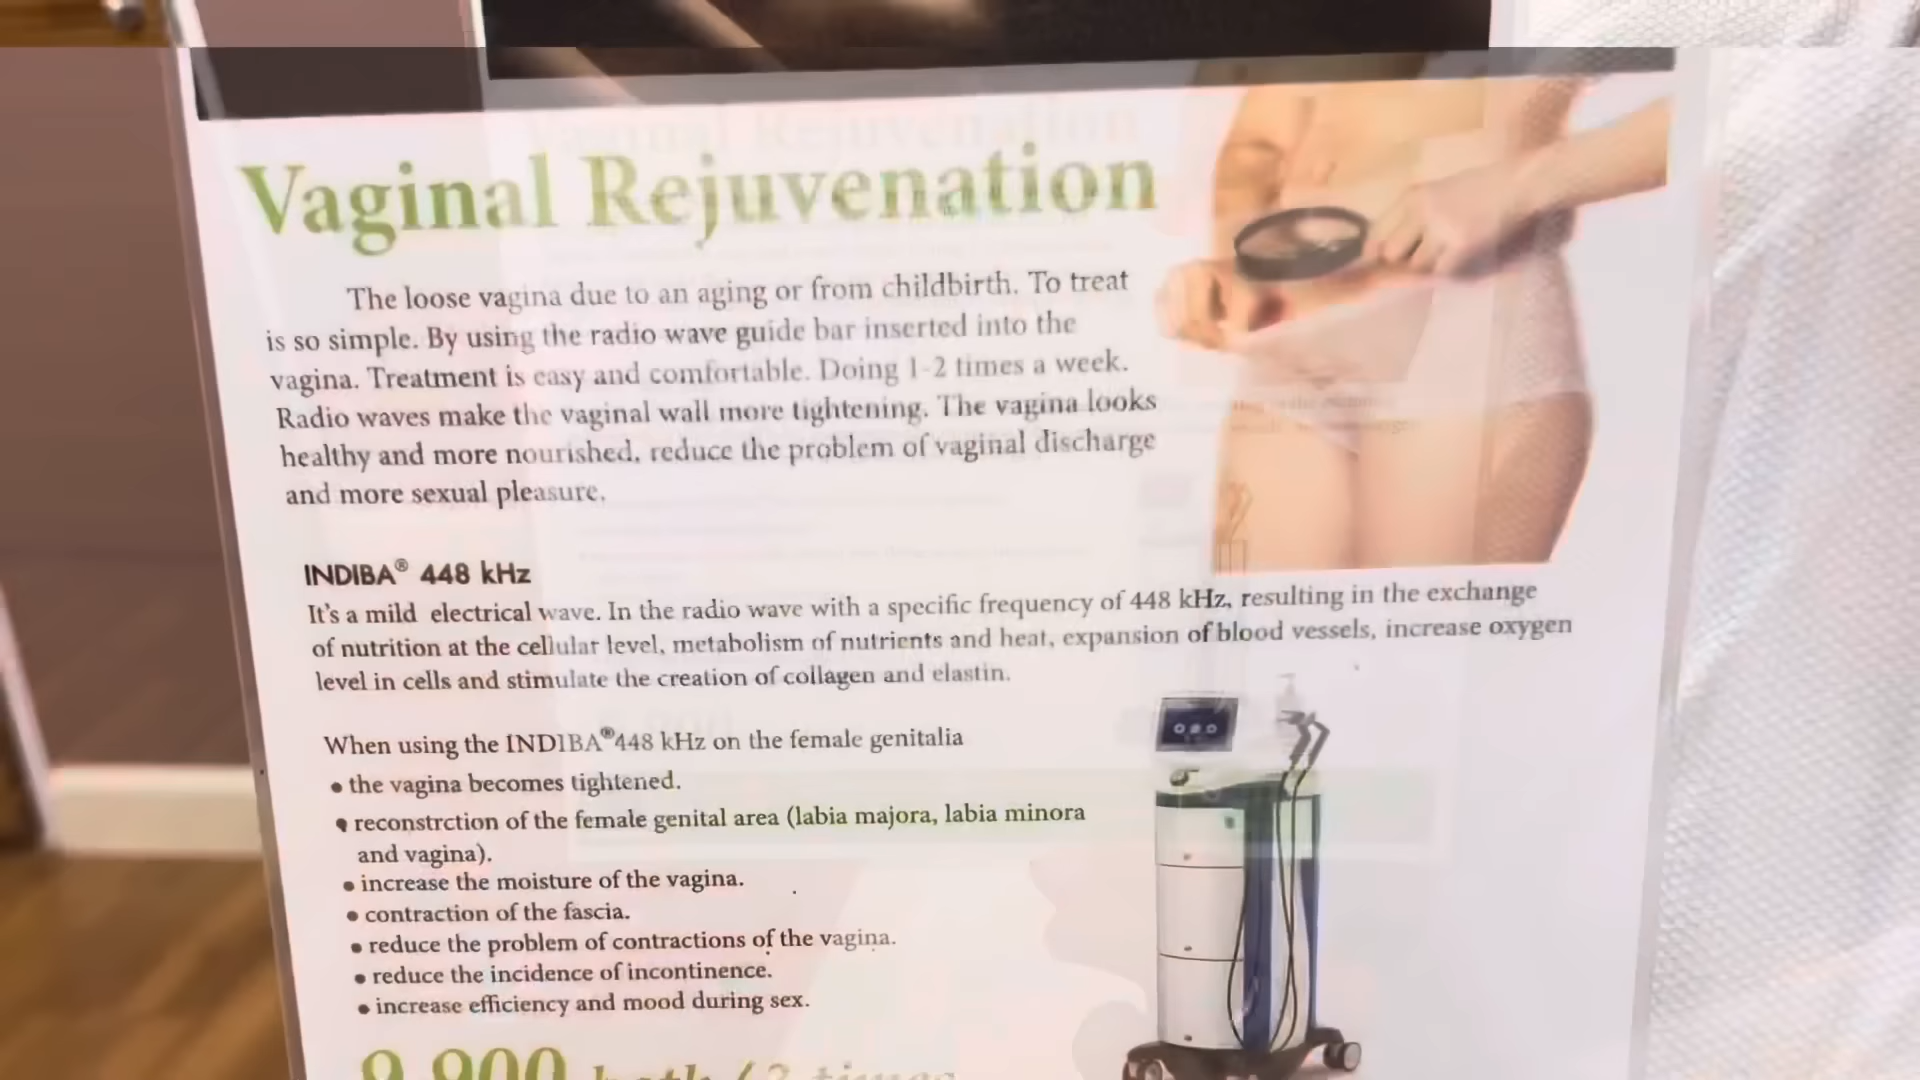 Vaginal Rejuvenation
The loose vagina due to an aging or from childbirth. To treat
is so simple. By using the radio wave guide bar inserted into the
vagina. Treatment is easy and comfortable. Doing 1-2 times a week.
Radio waves make the vaginal wall more tightening. The vagina looks
healthy and more nourished, reduce the problem of vaginal discharge
and more sexual pleasure.
INDIBA® 448 kHz
It's a mild electrical wave. In the radio wave with a specific frequency of 448 kHz, resulting in the exchange
of nutrition at the cellular level, metabolism of nutrients and heat, expansion of blood vessels, increase oxygen
level in cells and stimulate the creation of collagen and elastin.
When using the INDIBA®448 kHz on the female genitalia
• the vagina becomes tightened.
• reconstrction of the female genital area (labia majora, labia minora
and vagina).
• increase the moisture of the vagina.
• contraction of the fascia.
• reduce the problem of contractions of the vagina.
• reduce the incidence of incontinence.
• increase efficiency and mood during sex.
9,900 bath / 3 times